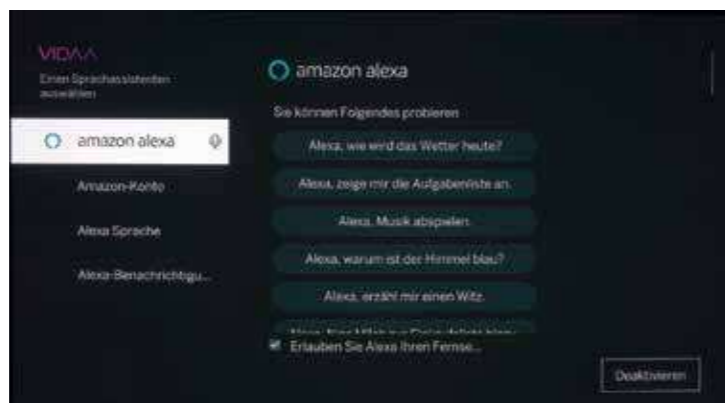 VIDAA
Einen Sprachassistenten
auswählen
amazon alexa
Amazon-Konto
Alexa Sprache
Alexa-Benachrichtigu...
amazon alexa
Sie können Folgendes probieren
Alexa, wie wird das Wetter heute?
Alexa, zeige mir die Aufgabenliste an.
Alexa, Musik abspielen.
Alexa, warum ist der Himmel blau?
Alexa, erzähl mir einen Witz.
Erlauben Sie Alexa Ihren Fernse...
Deaktivieren